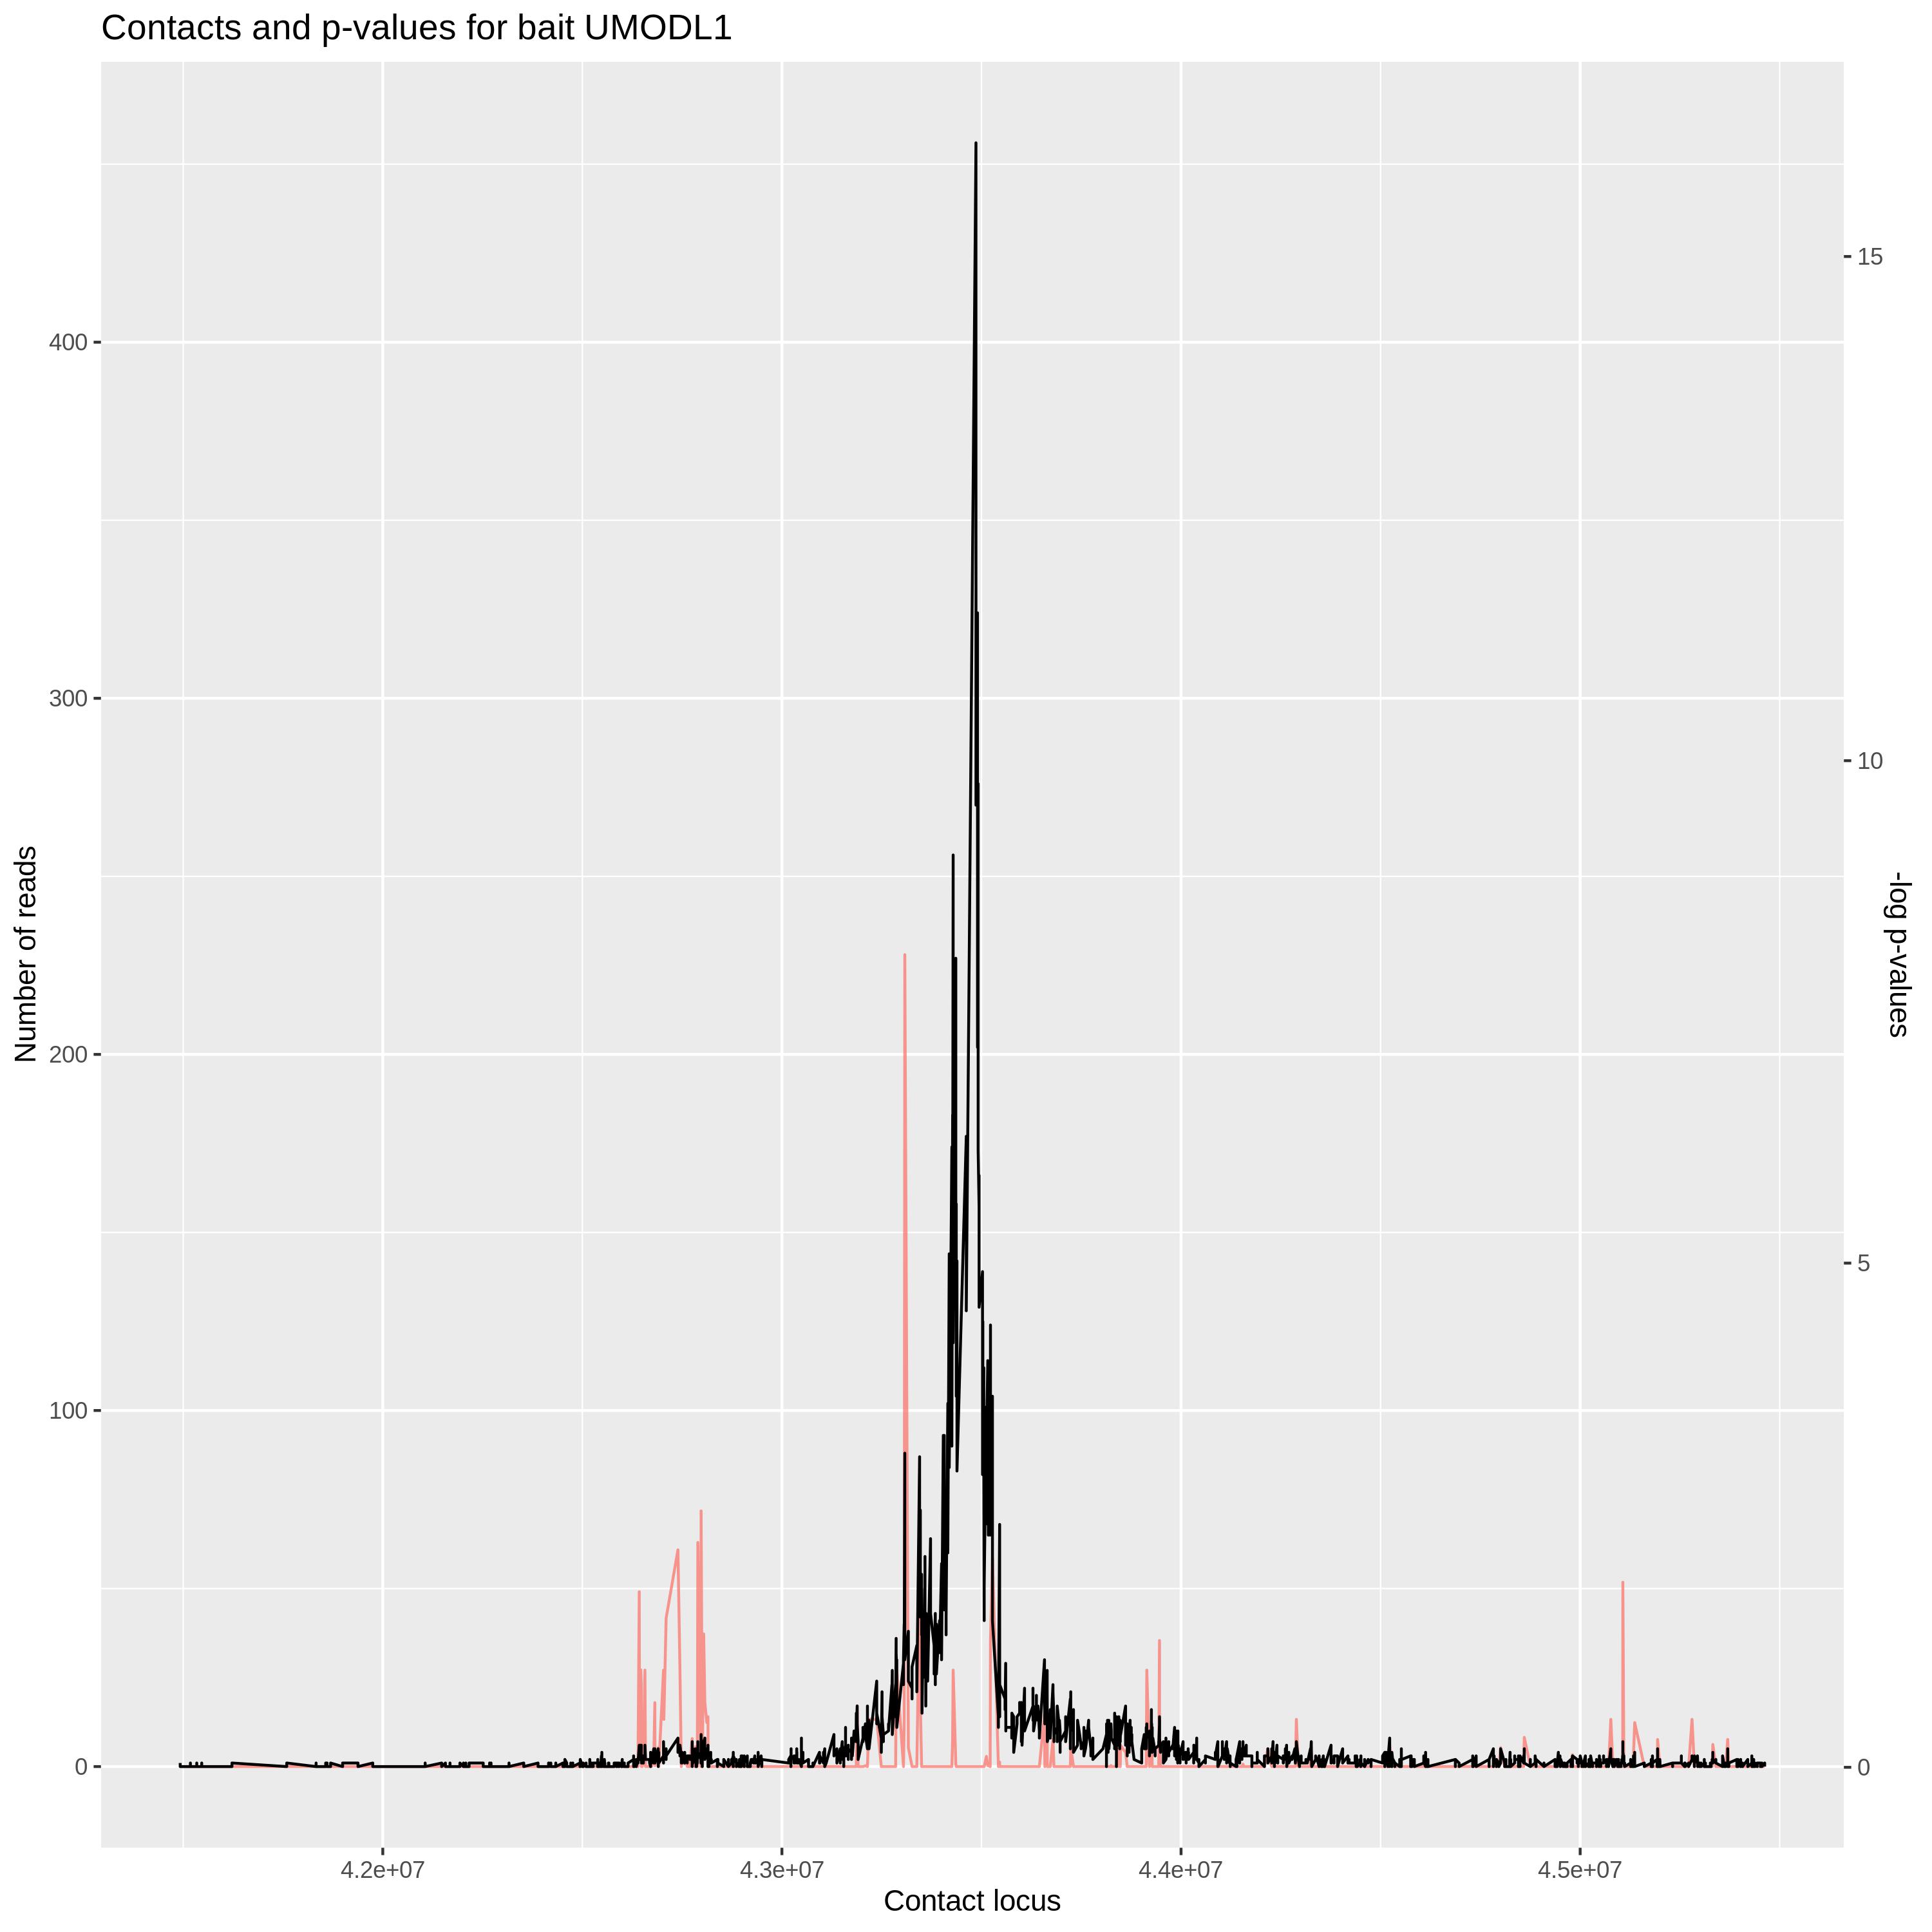 Contacts and p-values for bait UMODL1
Number of reads
400
300
200
100
0
15
10
5
0
-log p-values
4.2e+07
4.3e+07
4.4e+07
4.5e+07
Contact locus